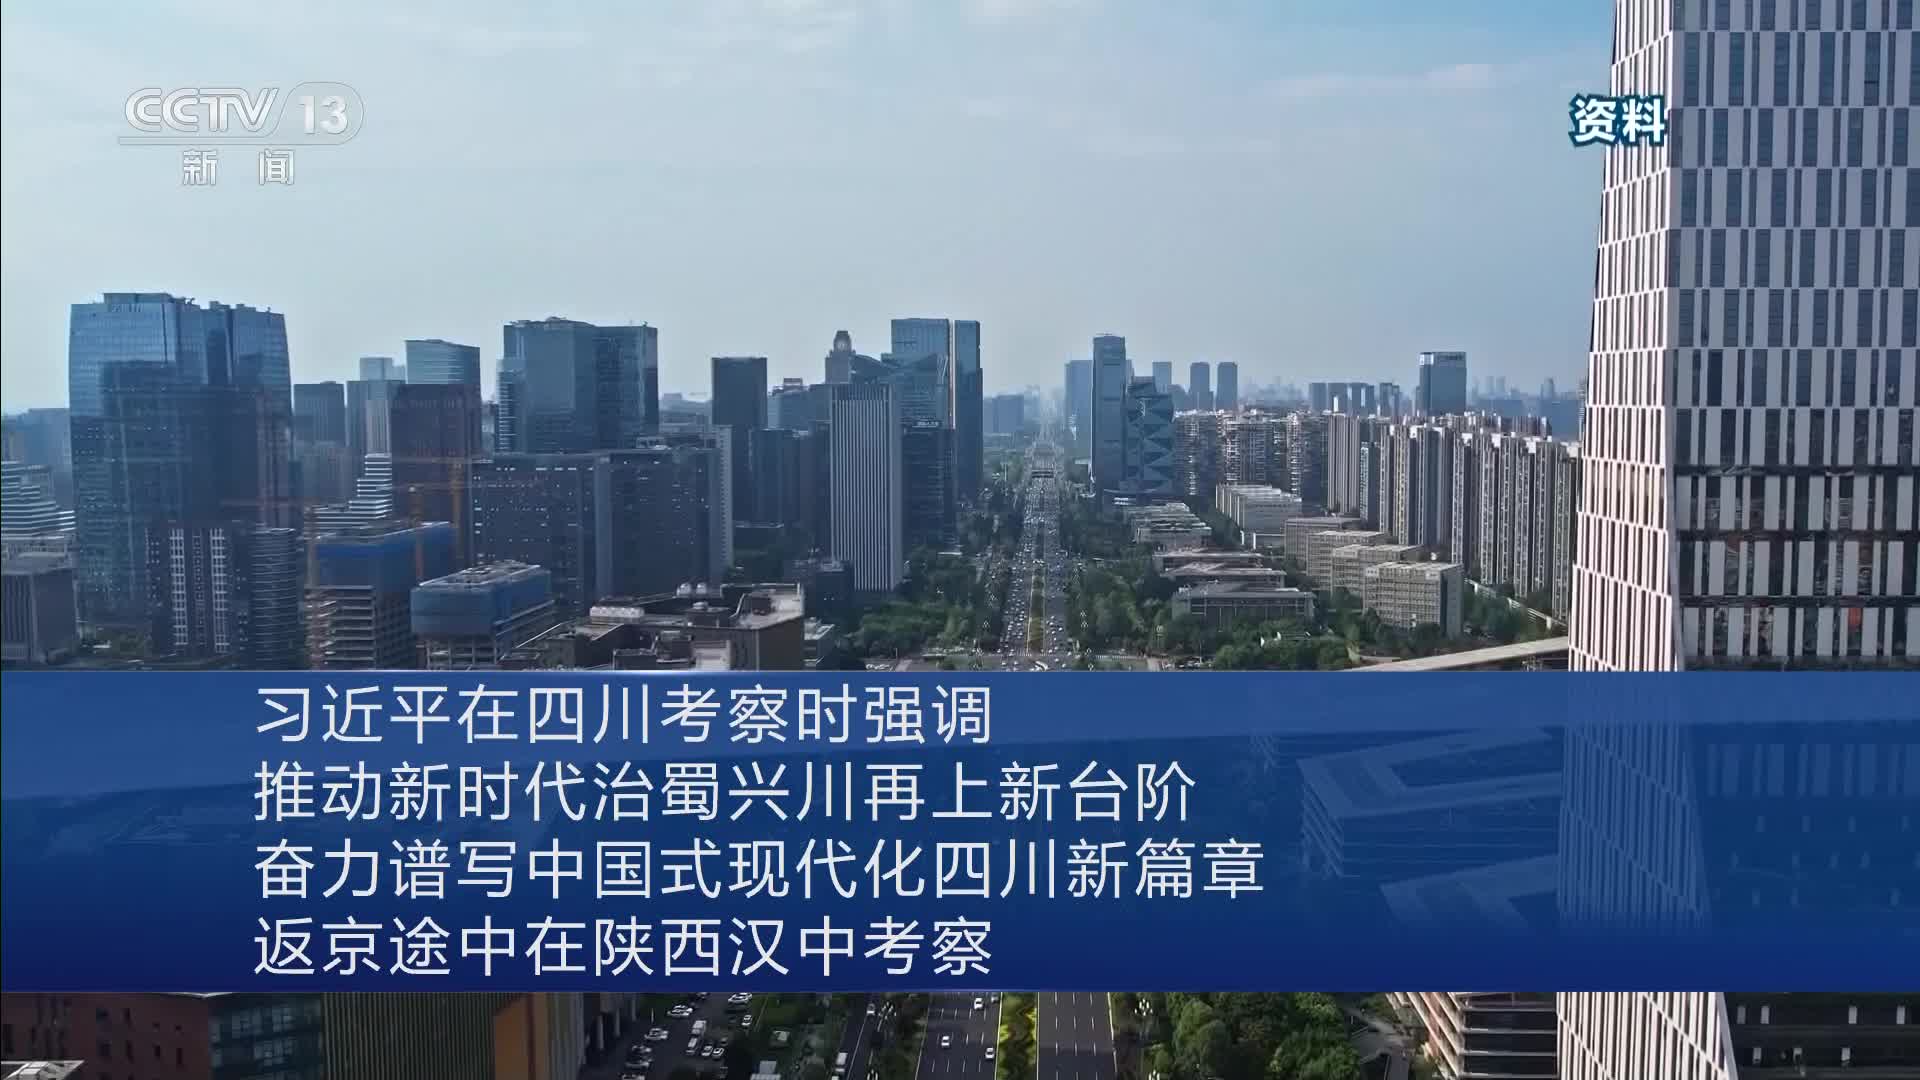 CCTV 13
新闻
资料
习近平在四川考察时强调
推动新时代治蜀兴川再上新台阶
奋力谱写中国式现代化四川新篇章
返京途中在陕西汉中考察